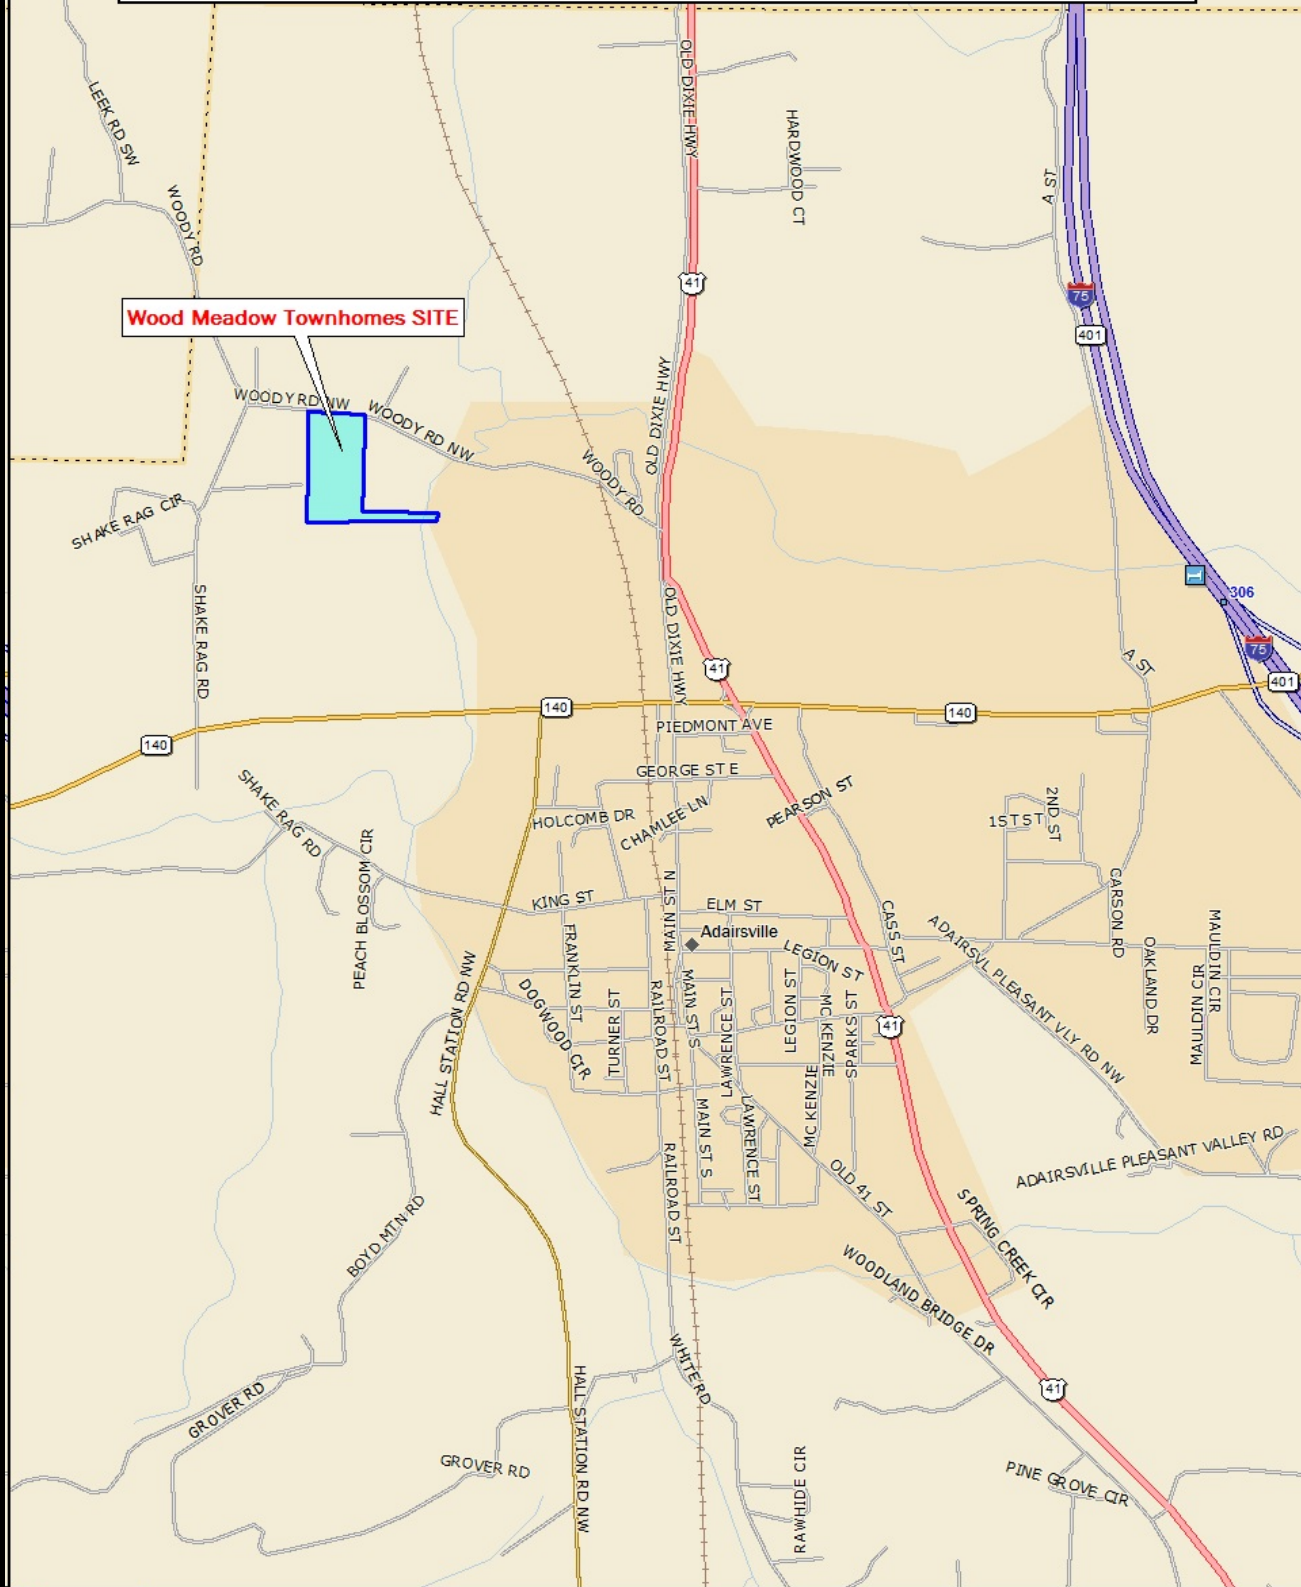 OLD DIXIE HWY
LEEK RD SW
HARDWOOD CT
A ST
WOODY RD
41
75
Wood Meadow Townhomes SITE
401
WOODY RD NW
WOODY RD NW
OLD DIXIE HWY
WOODY RD
SHAKE RAG CIR
306
SHAKE RAG RD
OLD DIXIE HWY
75
41
A ST
401
140
140
140
PIEDMONT AVE
GEORGE ST E
SHAKE RAG RD
PEARSON ST
CHAMLEE LN
HOLCOMB DR
1ST ST
2ND ST
PEACH BLOSSOM CIR
KING ST
MAIN ST N
ELM ST
CASS ST
CARSON RD
Adairsville
LEGION ST
ADAIRSVL PLEASANT VLY RD NW
OAKLAND DR
MAULDIN CIR
MAULDIN CIR
FRANKLIN ST
DOGWOOD CIR
TURNER ST
RAILROAD ST
MAIN ST S
LAWRENCE ST
LEGION ST
MC KENZIE
SPARKS ST
41
HALL STATION RD NW
MC KENZIE
LAWRENCE ST
MAIN ST S
RAILROAD ST
ADAIRSVILLE PLEASANT VALLEY RD
OLD 41 ST
SPRING CREEK CIR
BOYD MTN RD
WOODLAND BRIDGE DR
WHITE RD
41
GROVER RD
HALL STATION RD NW
GROVER RD
RAWHIDE CIR
PINE GROVE CIR